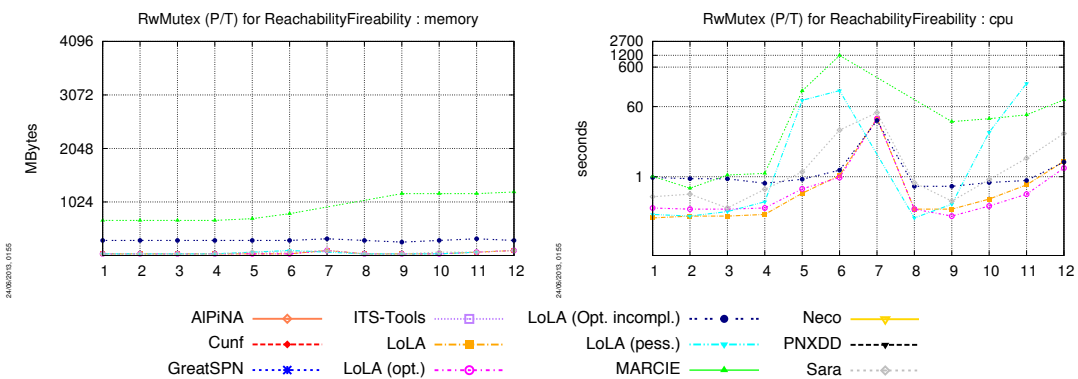 RwMutex (P/T) for ReachabilityFireability : memory
4096
3072
2048
1024
MBytes
1 2 3 4 5 6 7 8 9 10 11 12
24/06/2013, 01:55
RwMutex (P/T) for ReachabilityFireability : cpu
2700
1200
600
60
1
seconds
1 2 3 4 5 6 7 8 9 10 11 12
24/06/2013, 01:55
AlPiNA ITS-Tools LoLA (Opt. incompl.) Neco
Cunf LoLA LoLA (pess.) PNXDD
GreatSPN LoLA (opt.) MARCIE Sara